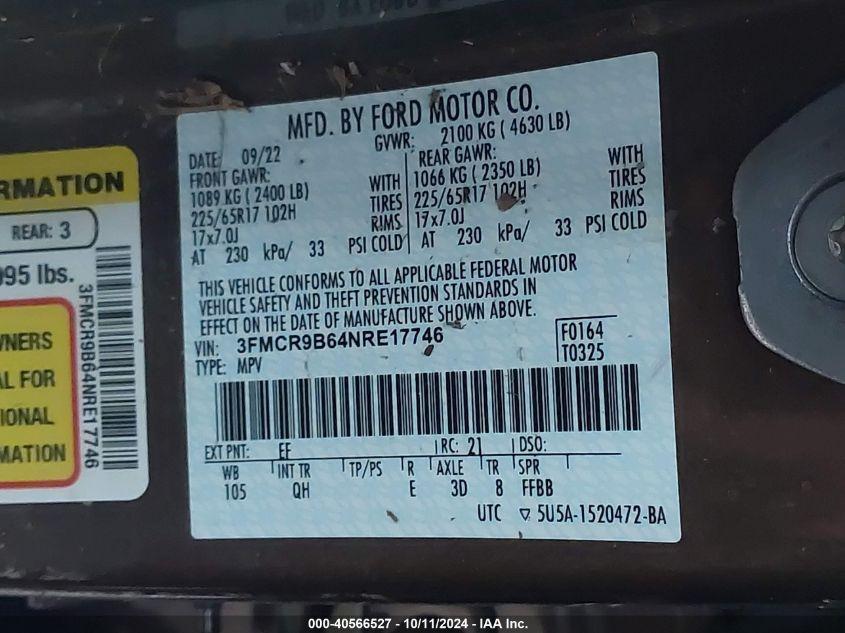 RMATION
REAR: 3
995 lbs.
WNERS
AL FOR
TIONAL
MATION
3FMCR9B64NRE17746
MFD. BY FORD MOTOR CO.
DATE: 09/22 GVWR: 2100 KG ( 4630 LB)
FRONT GAWR: REAR GAWR:
1089 KG ( 2400 LB) WITH 1066 KG ( 2350 LB) WITH
225/65R17 102H TIRES 225/65R17 102H TIRES
17x7.0J RIMS 17x7.0J RIMS
AT 230 kPa/ 33 PSI COLD AT 230 kPa/ 33 PSI COLD
THIS VEHICLE CONFORMS TO ALL APPLICABLE FEDERAL MOTOR
VEHICLE SAFETY AND THEFT PREVENTION STANDARDS IN
EFFECT ON THE DATE OF MANUFACTURE SHOWN ABOVE.
VIN: 3FMCR9B64NRE17746 F0164
TYPE: MPV T0325
EXT PNT: EF RC: 21 DSO:
WB INT TR TP/PS R AXLE TR SPR
105 QH E 3D 8 FFBB
UTC ▽ 5U5A-1520472-BA
000-40566527 - 10/11/2024 - IAA Inc.